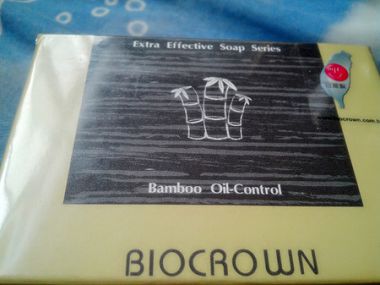 Extra Effective Soap Series
Bamboo Oil-Control
BIOCROWN